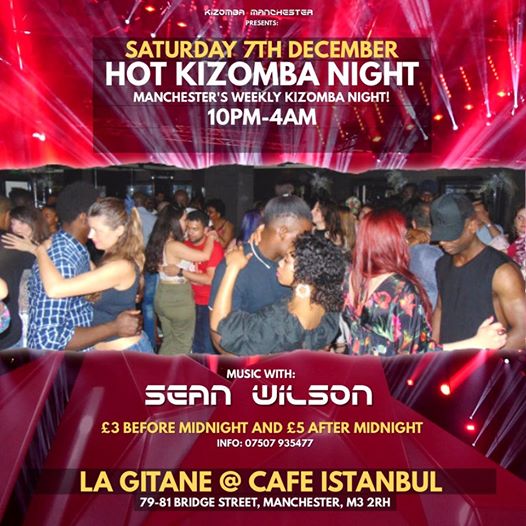 KIZOMBA MANCHESTER
PRESENTS:
SATURDAY 7TH DECEMBER
HOT KIZOMBA NIGHT
MANCHESTER'S WEEKLY KIZOMBA NIGHT!
10PM-4AM
MUSIC WITH:
SEAN WILSON
£3 BEFORE MIDNIGHT AND £5 AFTER MIDNIGHT
INFO: 07507 935477
LA GITANE @ CAFE ISTANBUL
79-81 BRIDGE STREET, MANCHESTER, M3 2RH